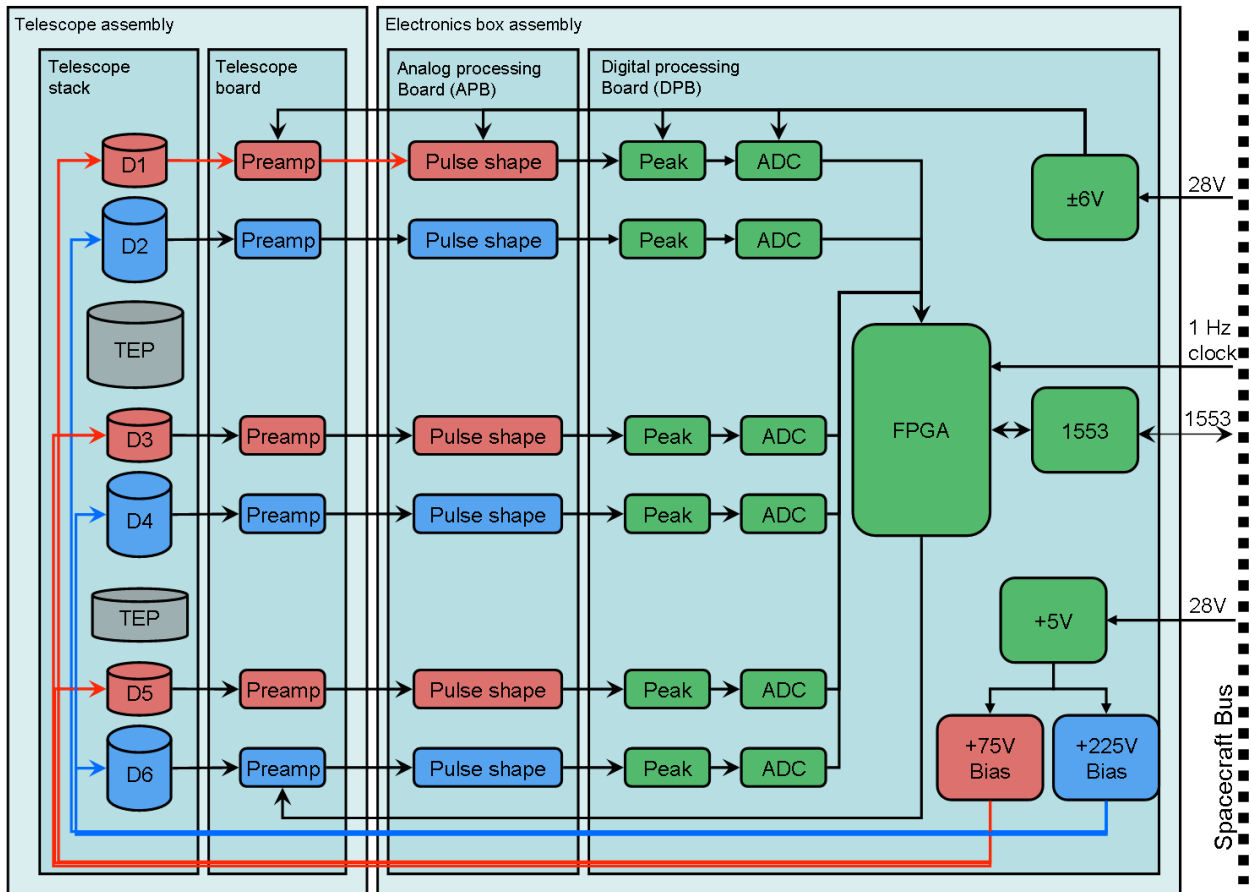 Telescope assembly
Electronics box assembly
Telescope
stack
Telescope
board
Analog processing
Board (APB)
Digital processing
Board (DPB)
D1
Preamp
Pulse shape
Peak
ADC
±6V
28V
D2
Preamp
Pulse shape
Peak
ADC
TEP
1 Hz
clock
FPGA
1553
1553
D3
Preamp
Pulse shape
Peak
ADC
D4
Preamp
Pulse shape
Peak
ADC
TEP
+5V
28V
D5
Preamp
Pulse shape
Peak
ADC
D6
Preamp
Pulse shape
Peak
ADC
+75V
Bias
+225V
Bias
Spacecraft Bus